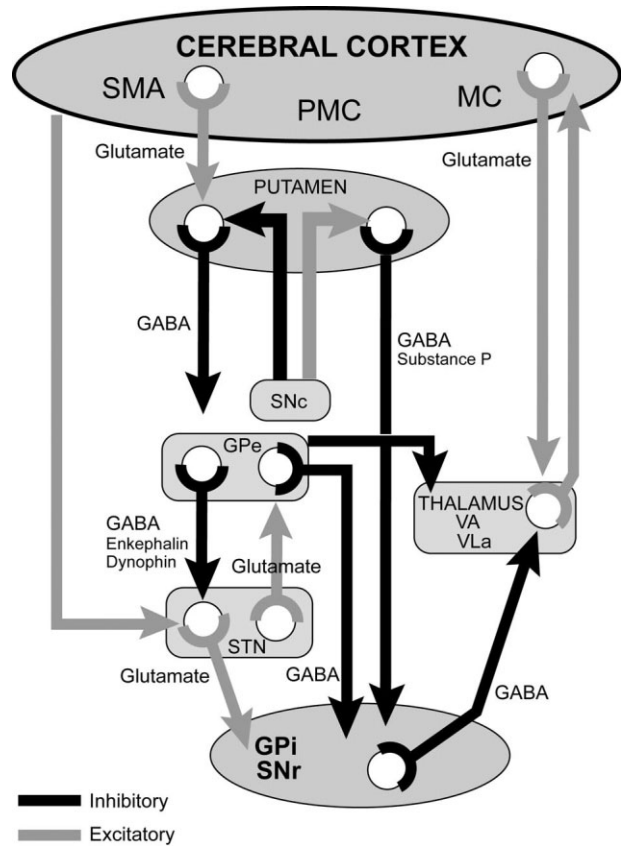 CEREBRAL CORTEX
SMA
PMC
MC
Glutamate
Glutamate
PUTAMEN
GABA
GABA
Substance P
SNc
GPe
THALAMUS
VA
VLa
GABA
Enkephalin
Dynophin
Glutamate
STN
Glutamate
GABA
GABA
GPi
SNr
Inhibitory
Excitatory